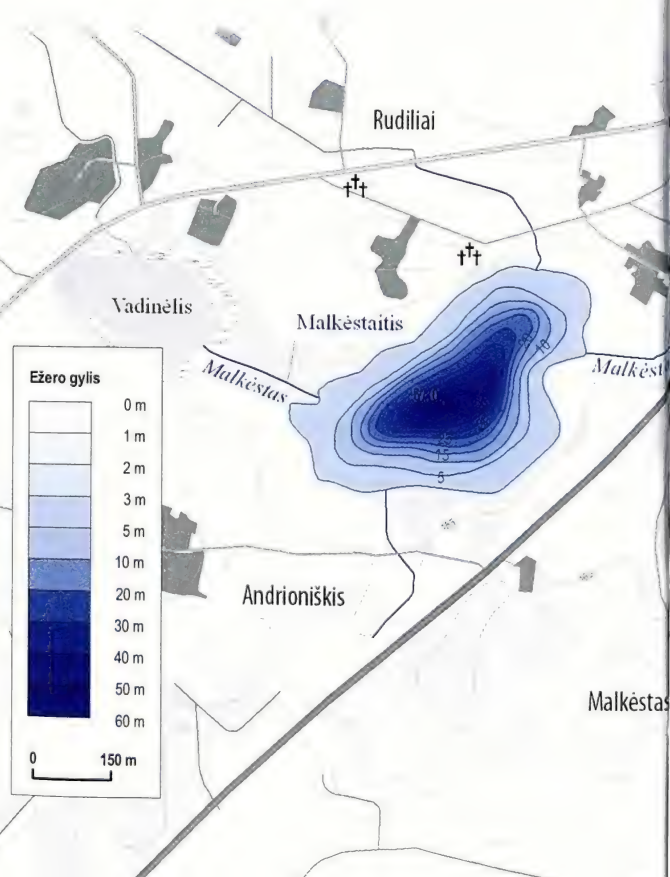 Rudiliai
Vadinėlis
Malkėstaitis
Malkėstas
Malkėst
10
15
5
Ežero gylis
0 m
1 m
2 m
3 m
5 m
10 m
20 m
30 m
40 m
50 m
60 m
0 150 m
Andrioniškis
Malkėstas